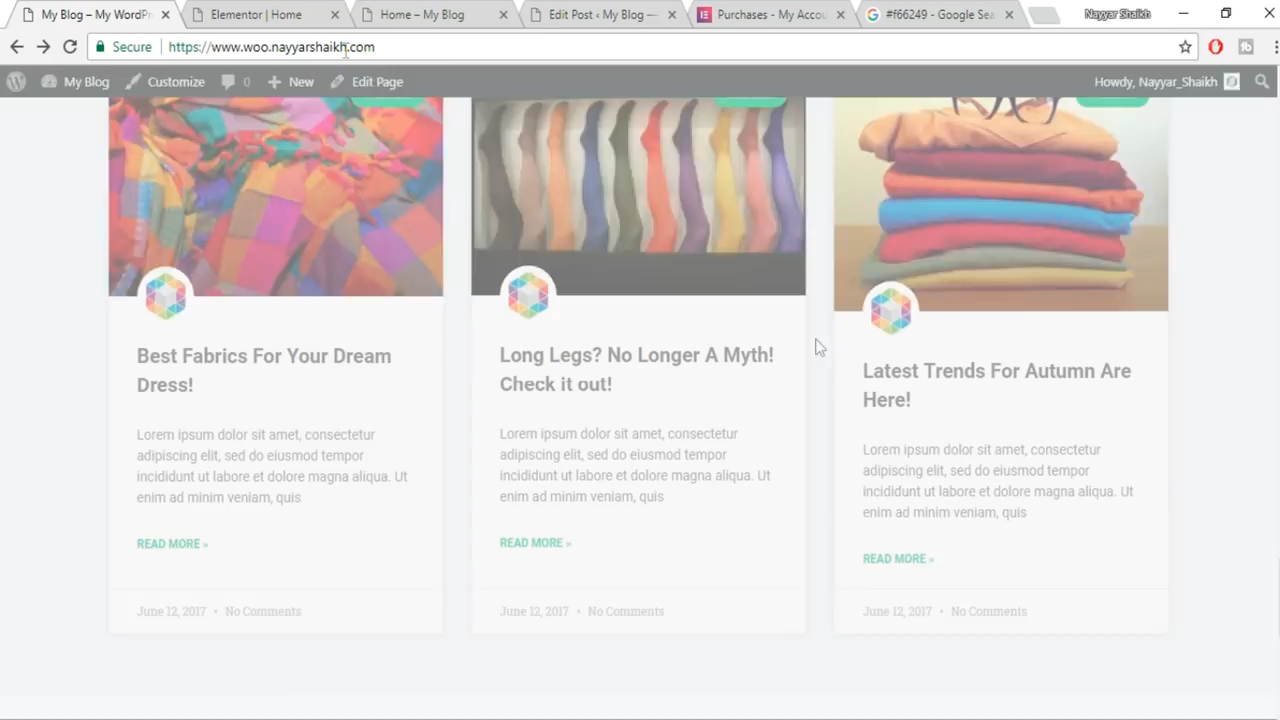 My Blog – My WordPr
Elementor | Home
Home – My Blog
Edit Post ‹ My Blog —
Purchases - My Accou
#f66249 - Google Sea
Nayyar Shaikh
Secure
https://www.woo.nayyarshaikh.com
My Blog
Customize
0
New
Edit Page
Howdy, Nayyar_Shaikh
Best Fabrics For Your Dream
Dress!
Lorem ipsum dolor sit amet, consectetur
adipiscing elit, sed do eiusmod tempor
incididunt ut labore et dolore magna aliqua. Ut
enim ad minim veniam, quis
READ MORE »
June 12, 2017 • No Comments
Long Legs? No Longer A Myth!
Check it out!
Lorem ipsum dolor sit amet, consectetur
adipiscing elit, sed do eiusmod tempor
incididunt ut labore et dolore magna aliqua. Ut
enim ad minim veniam, quis
READ MORE »
June 12, 2017 • No Comments
Latest Trends For Autumn Are
Here!
Lorem ipsum dolor sit amet, consectetur
adipiscing elit, sed do eiusmod tempor
incididunt ut labore et dolore magna aliqua. Ut
enim ad minim veniam, quis
READ MORE »
June 12, 2017 • No Comments